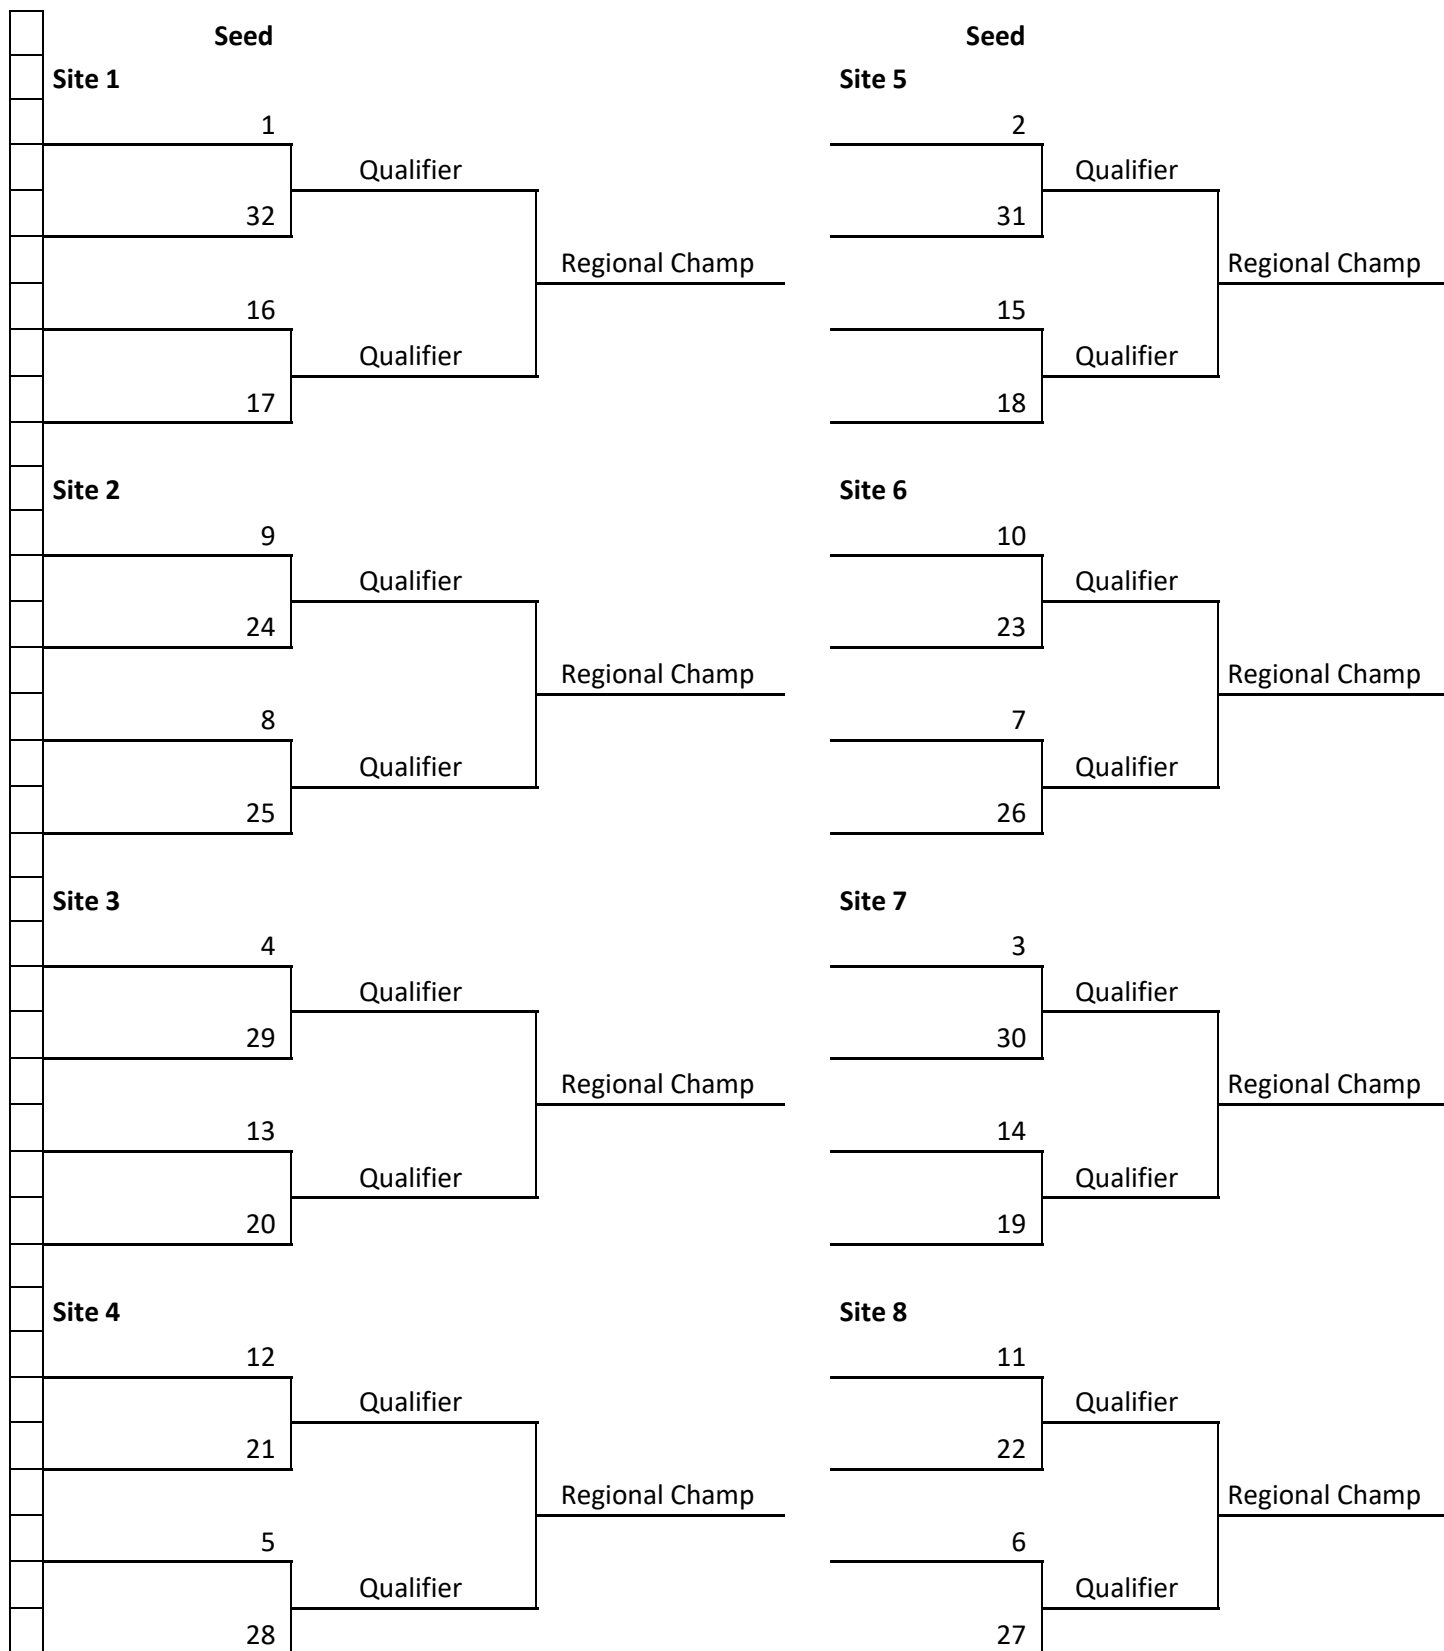 Seed Seed
Site 1 Site 5
1 2
Qualifier Qualifier
32 31
Regional Champ Regional Champ
16 15
Qualifier Qualifier
17 18
Site 2 Site 6
9 10
Qualifier Qualifier
24 23
Regional Champ Regional Champ
8 7
Qualifier Qualifier
25 26
Site 3 Site 7
4 3
Qualifier Qualifier
29 30
Regional Champ Regional Champ
13 14
Qualifier Qualifier
20 19
Site 4 Site 8
12 11
Qualifier Qualifier
21 22
Regional Champ Regional Champ
5 6
Qualifier Qualifier
28 27